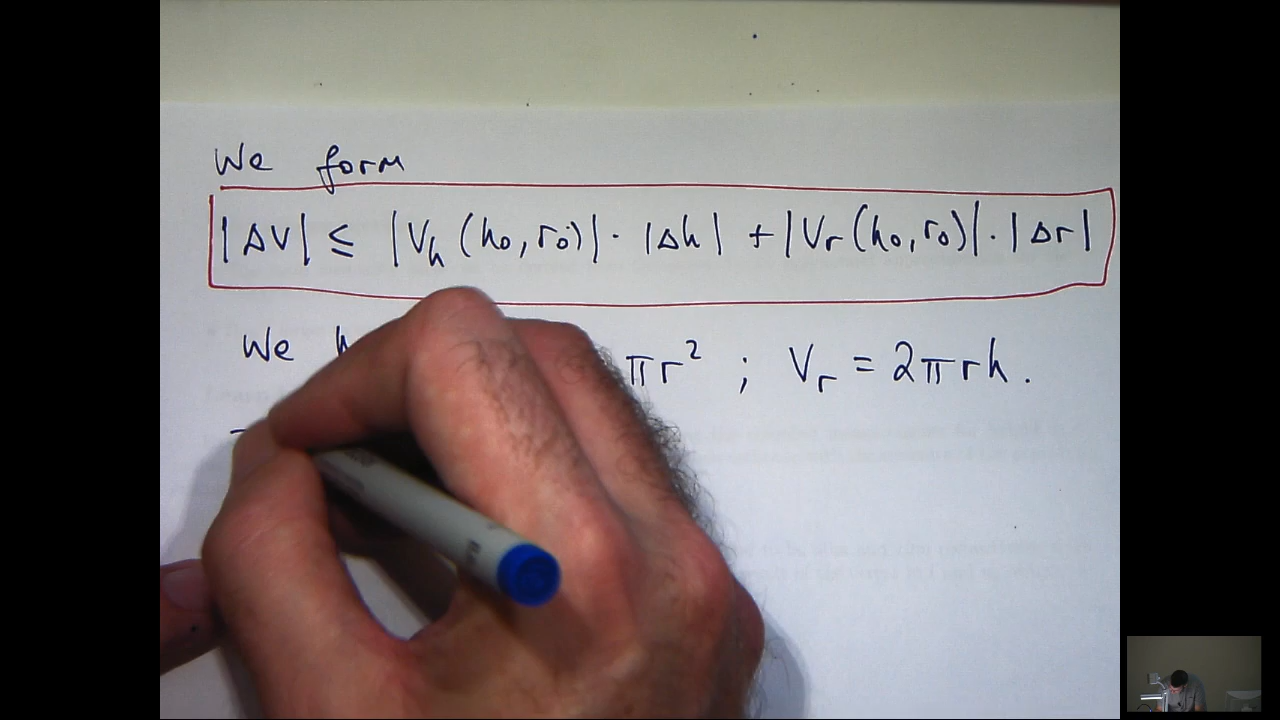 We form
|ΔV| ≤ |V_h (h₀, r₀)| · |Δh| + |V_r (h₀, r₀)| · |Δr|
We πr² ; V_r = 2πrh.